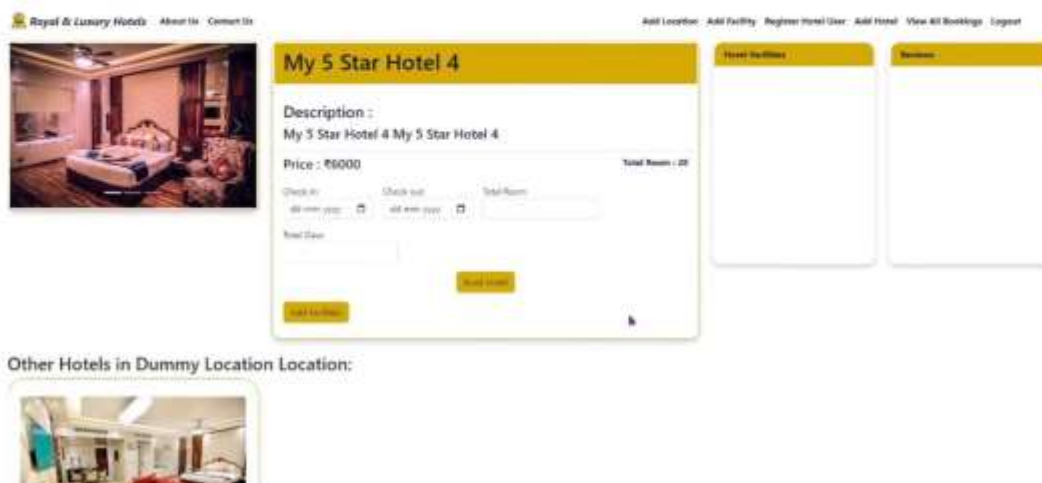 Royal & Luxury Hotels About Us Contact Us
Add Location Add Facility Register Hotel User Add Hotel View All Bookings Logout
My 5 Star Hotel 4
Hotel Facilities
Reviews
Description :
My 5 Star Hotel 4 My 5 Star Hotel 4
Price : ₹6000
Total Room : 20
Check in
Check out
Total Room
dd-mm-yyyy
dd-mm-yyyy
Total Days
Book Hotel
Other Hotels in Dummy Location Location: